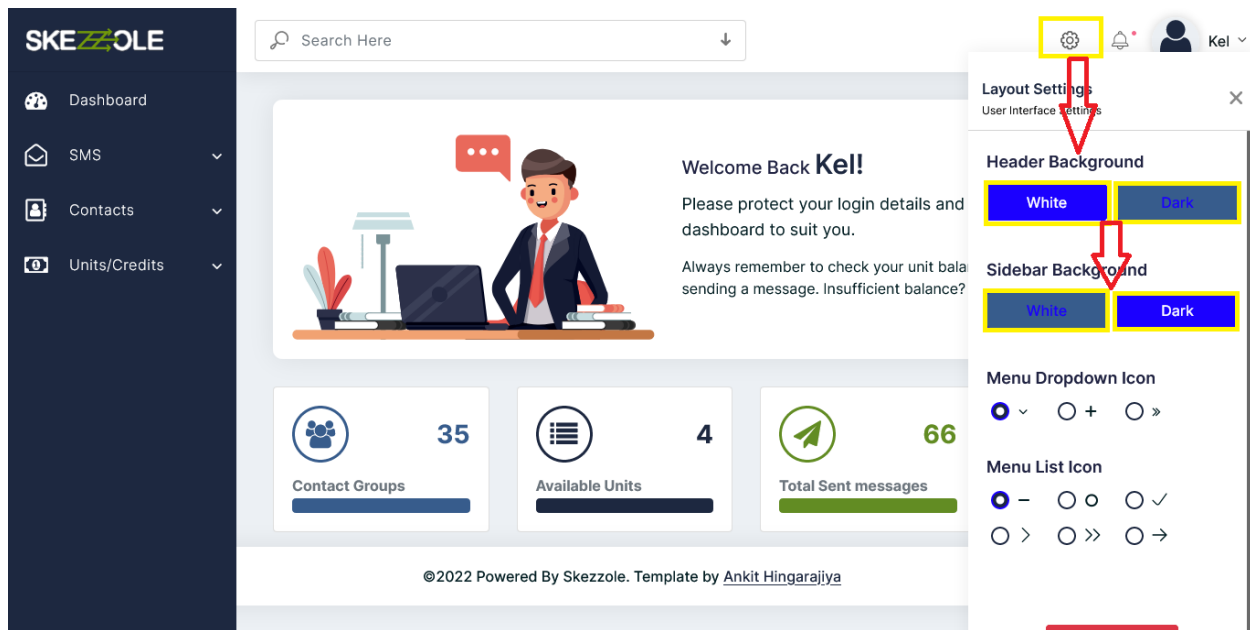 SKEZZOLE
Search Here
Kel
Dashboard
SMS
Contacts
Units/Credits
Welcome Back Kel!
Please protect your login details and
dashboard to suit you.
Always remember to check your unit bala
sending a message. Insufficient balance?
35
Contact Groups
4
Available Units
66
Total Sent messages
©2022 Powered By Skezzole. Template by Ankit Hingarajiya
Layout Settings
User Interface Settings
Header Background
White Dark
Sidebar Background
White Dark
Menu Dropdown Icon
Menu List Icon